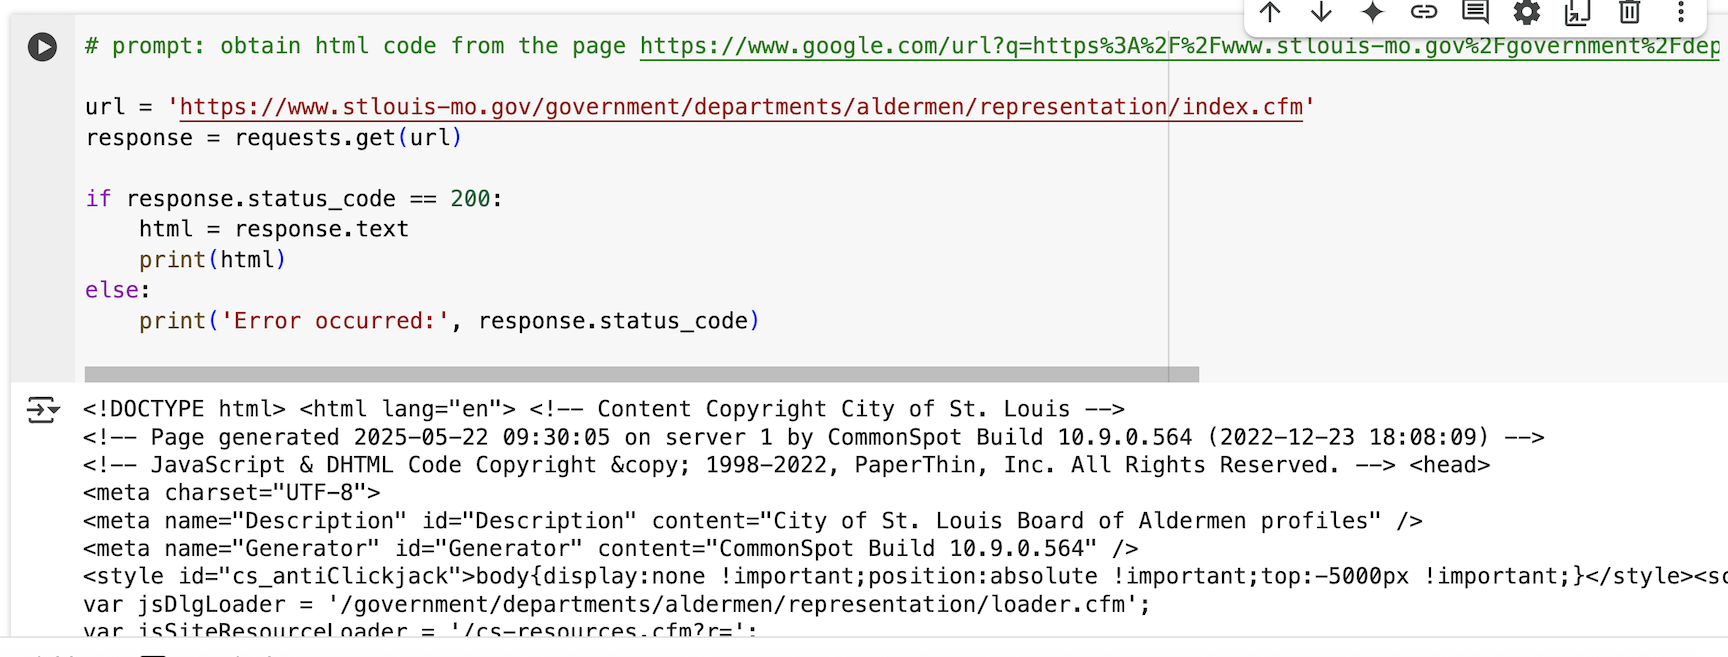 # prompt: obtain html code from the page https://www.google.com/url?q=https%3A%2F%2Fwww.stlouis-mo.gov%2Fgovernment%2Fdep
url = 'https://www.stlouis-mo.gov/government/departments/aldermen/representation/index.cfm'
response = requests.get(url)
if response.status_code == 200:
    html = response.text
    print(html)
else:
    print('Error occurred:', response.status_code)
<!DOCTYPE html> <html lang="en"> <!-- Content Copyright City of St. Louis -->
<!-- Page generated 2025-05-22 09:30:05 on server 1 by CommonSpot Build 10.9.0.564 (2022-12-23 18:08:09) -->
<!-- JavaScript & DHTML Code Copyright &copy; 1998-2022, PaperThin, Inc. All Rights Reserved. --> <head>
<meta charset="UTF-8">
<meta name="Description" id="Description" content="City of St. Louis Board of Aldermen profiles" />
<meta name="Generator" id="Generator" content="CommonSpot Build 10.9.0.564" />
<style id="cs_antiClickjack">body{display:none !important;position:absolute !important;top:-5000px !important;}</style><sc
var jsDlgLoader = '/government/departments/aldermen/representation/loader.cfm';
var jsSiteResourceLoader = '/cs-resources.cfm?r=';